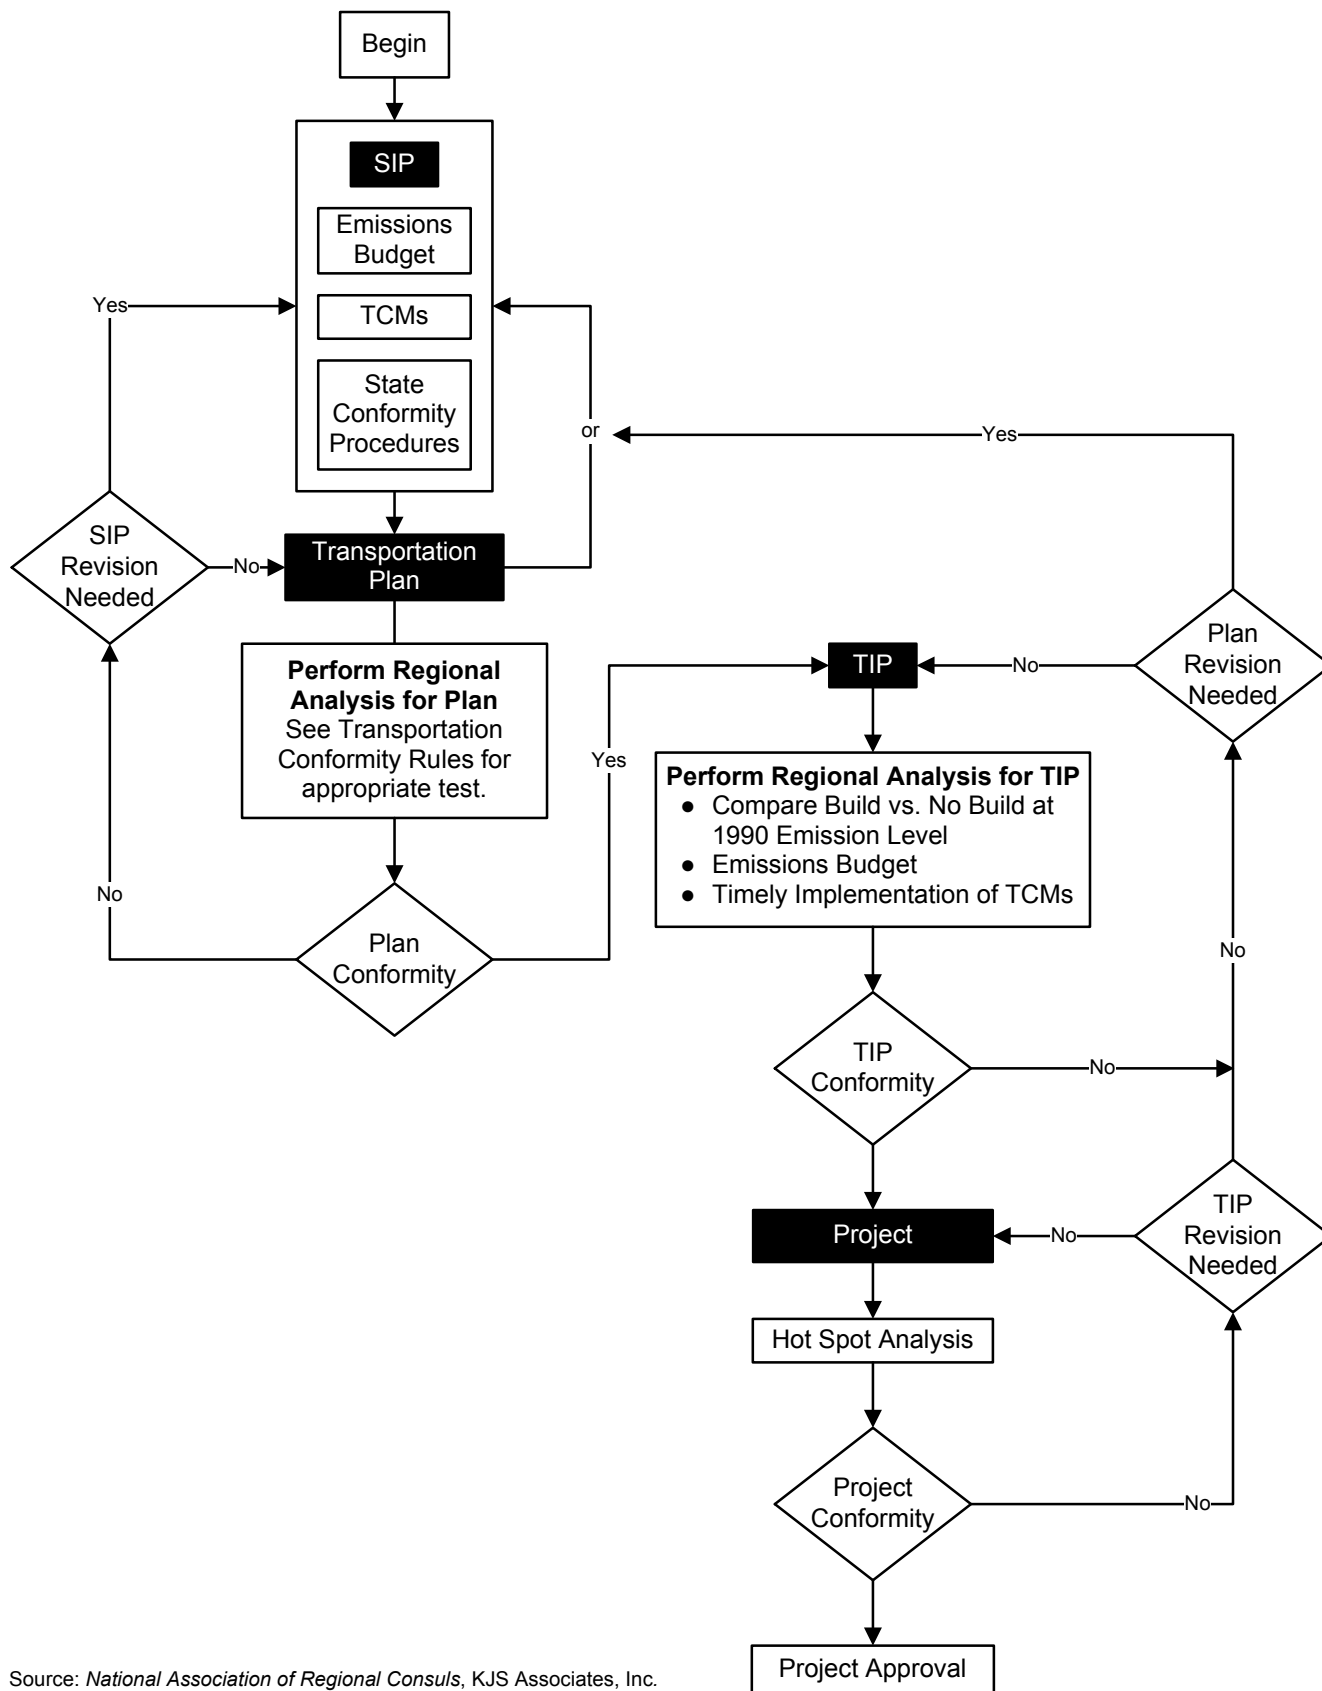 Begin
SIP
Emissions
Budget
TCMs
State
Conformity
Procedures
Yes
or
Yes
SIP
Revision
Needed
No
Transportation
Plan
Perform Regional
Analysis for Plan
See Transportation
Conformity Rules for
appropriate test.
No
Plan
Conformity
Yes
TIP
No
Plan
Revision
Needed
Perform Regional Analysis for TIP
● Compare Build vs. No Build at
1990 Emission Level
● Emissions Budget
● Timely Implementation of TCMs
No
TIP
Conformity
No
Project
No
TIP
Revision
Needed
Hot Spot Analysis
Project
Conformity
No
Project Approval
Source: National Association of Regional Consuls, KJS Associates, Inc.